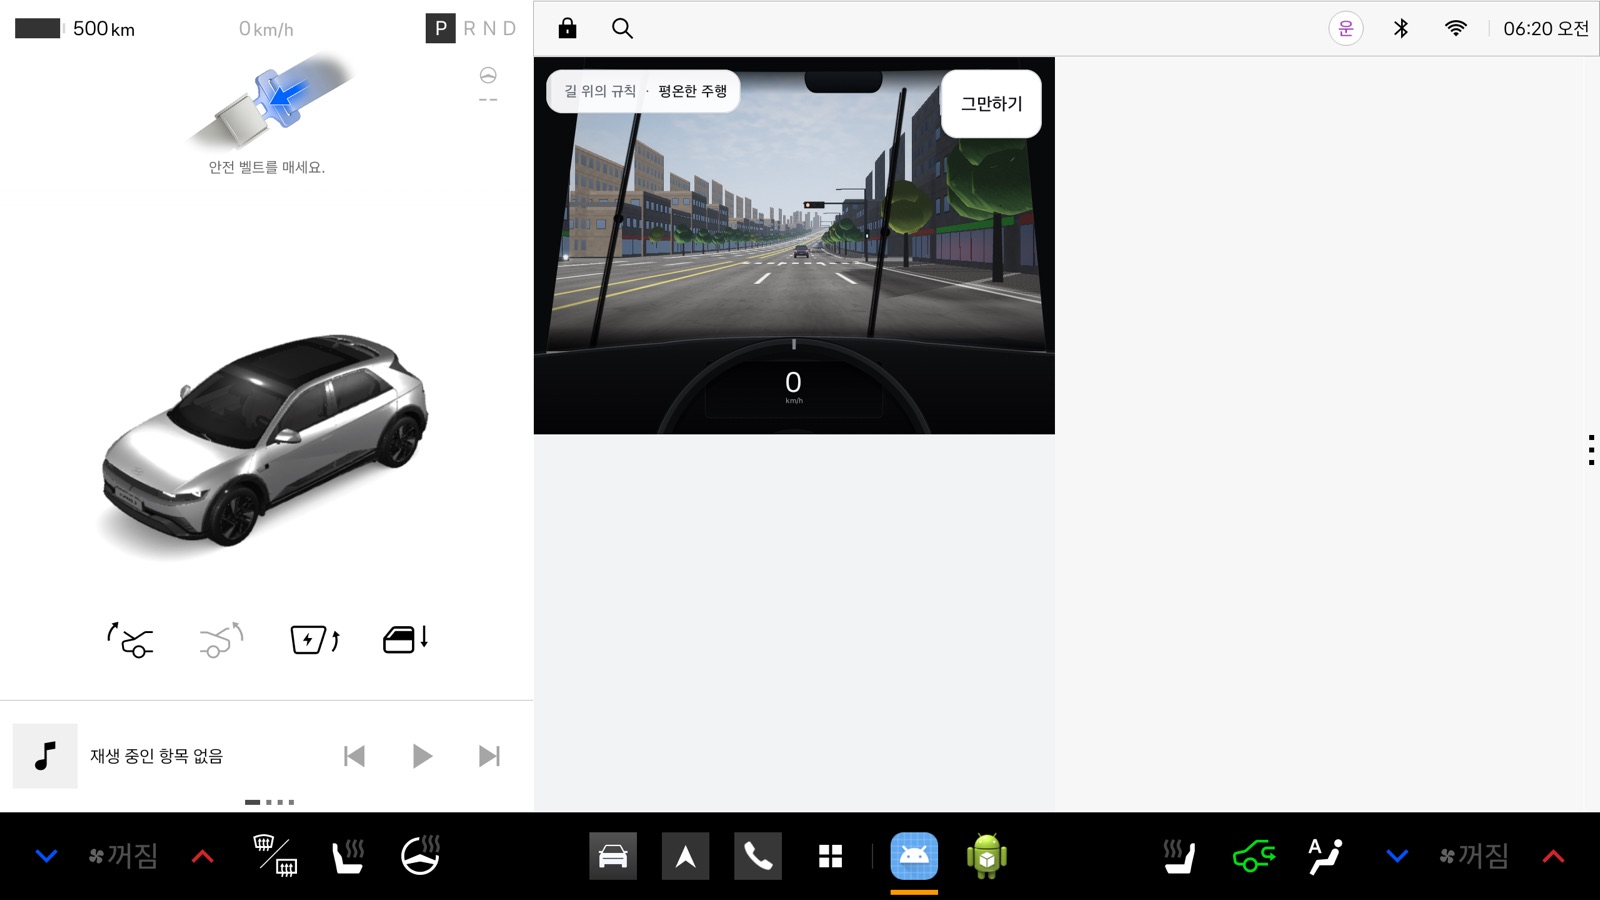 500 km
0 km/h
P R N D
안전 벨트를 매세요.
재생 중인 항목 없음
운
06:20 오전
길 위의 규칙 · 평온한 주행
그만하기
0
km/h
꺼짐
A
꺼짐